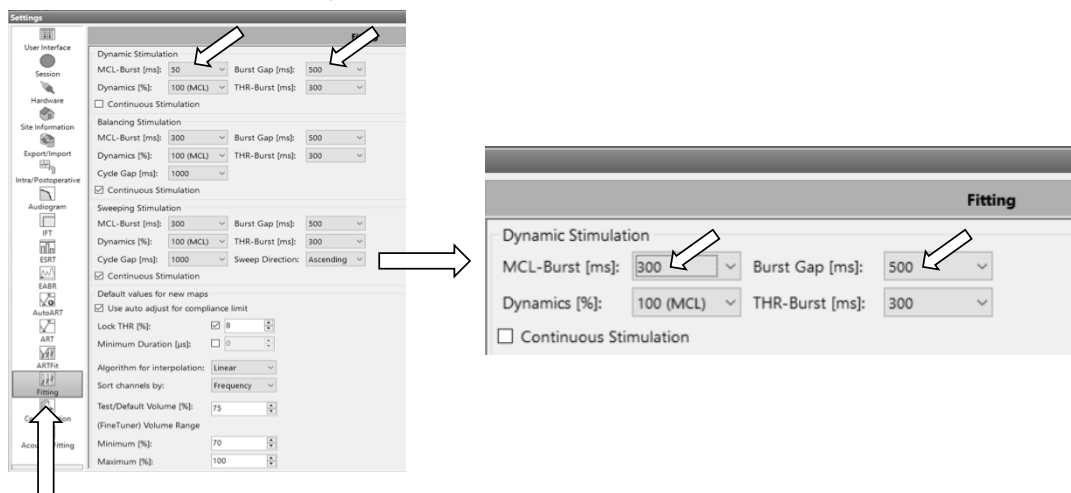 Settings
User Interface
Session
Hardware
Site Information
Export/Import
Intra/Postoperative
Audiogram
IFT
ESRT
EABR
AutoART
ART
ARTFit
Fitting
Fitting
Dynamic Stimulation
MCL-Burst [ms]: 50 Burst Gap [ms]: 500
Dynamics [%]: 100 (MCL) THR-Burst [ms]: 300
Continuous Stimulation
Balancing Stimulation
MCL-Burst [ms]: 300 Burst Gap [ms]: 500
Dynamics [%]: 100 (MCL) THR-Burst [ms]: 300
Cycle Gap [ms]: 1000
Continuous Stimulation
Sweeping Stimulation
MCL-Burst [ms]: 300 Burst Gap [ms]: 500
Dynamics [%]: 100 (MCL) THR-Burst [ms]: 300
Cycle Gap [ms]: 1000 Sweep Direction: Ascending
Continuous Stimulation
Default values for new maps
Use auto adjust for compliance limit
Lock THR [%]: 8
Minimum Duration [µs]: 0
Algorithm for interpolation: Linear
Sort channels by: Frequency
Test/Default Volume [%]: 75
(FineTuner) Volume Range
Minimum [%]: 70
Maximum [%]: 100
Fitting
Dynamic Stimulation
MCL-Burst [ms]: 300 Burst Gap [ms]: 500
Dynamics [%]: 100 (MCL) THR-Burst [ms]: 300
Continuous Stimulation